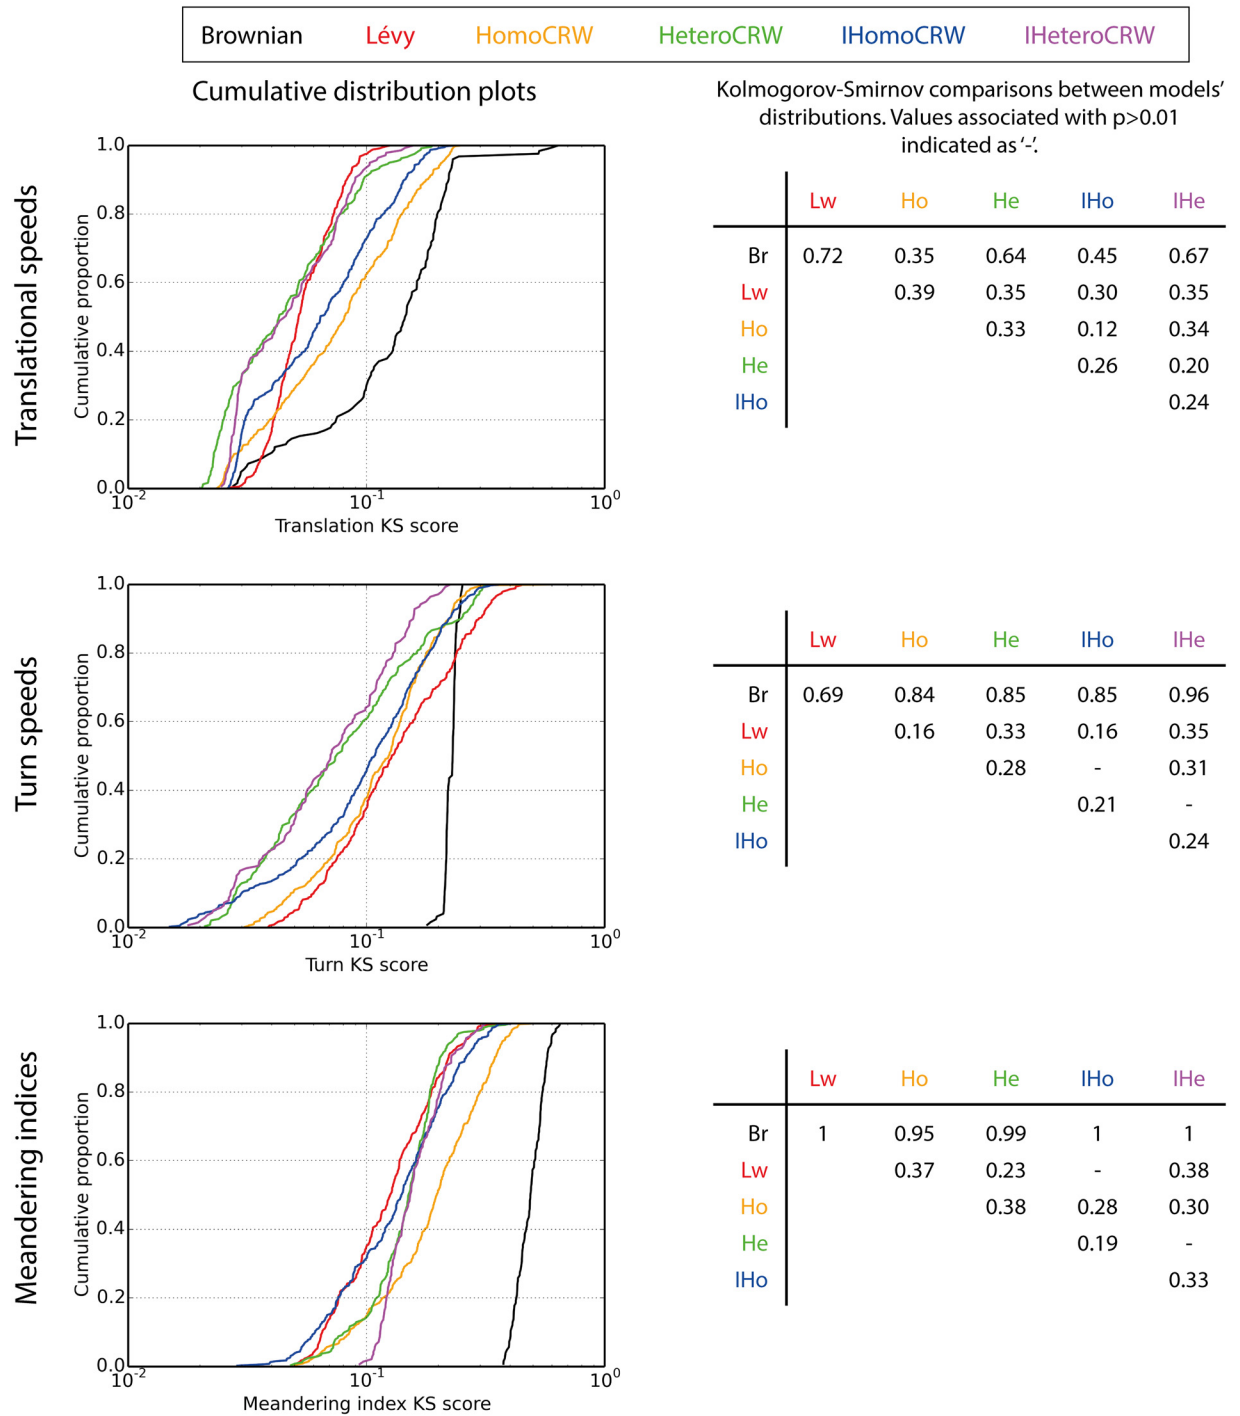 Brownian Lévy HomoCRW HeteroCRW IHomoCRW IHeteroCRW
Cumulative distribution plots
Kolmogorov-Smirnov comparisons between models'
distributions. Values associated with p>0.01
indicated as '-'.
Translational speeds
Cumulative proportion
1.0
0.8
0.6
0.4
0.2
0.0
10^-2 10^-1 10^0
Translation KS score
Lw Ho He IHo IHe
Br 0.72 0.35 0.64 0.45 0.67
Lw 0.39 0.35 0.30 0.35
Ho 0.33 0.12 0.34
He 0.26 0.20
IHo 0.24
Turn speeds
Cumulative proportion
1.0
0.8
0.6
0.4
0.2
0.0
10^-2 10^-1 10^0
Turn KS score
Lw Ho He IHo IHe
Br 0.69 0.84 0.85 0.85 0.96
Lw 0.16 0.33 0.16 0.35
Ho 0.28 - 0.31
He 0.21 -
IHo 0.24
Meandering indices
Cumulative proportion
1.0
0.8
0.6
0.4
0.2
0.0
10^-2 10^-1 10^0
Meandering index KS score
Lw Ho He IHo IHe
Br 1 0.95 0.99 1 1
Lw 0.37 0.23 - 0.38
Ho 0.38 0.28 0.30
He 0.19 -
IHo 0.33